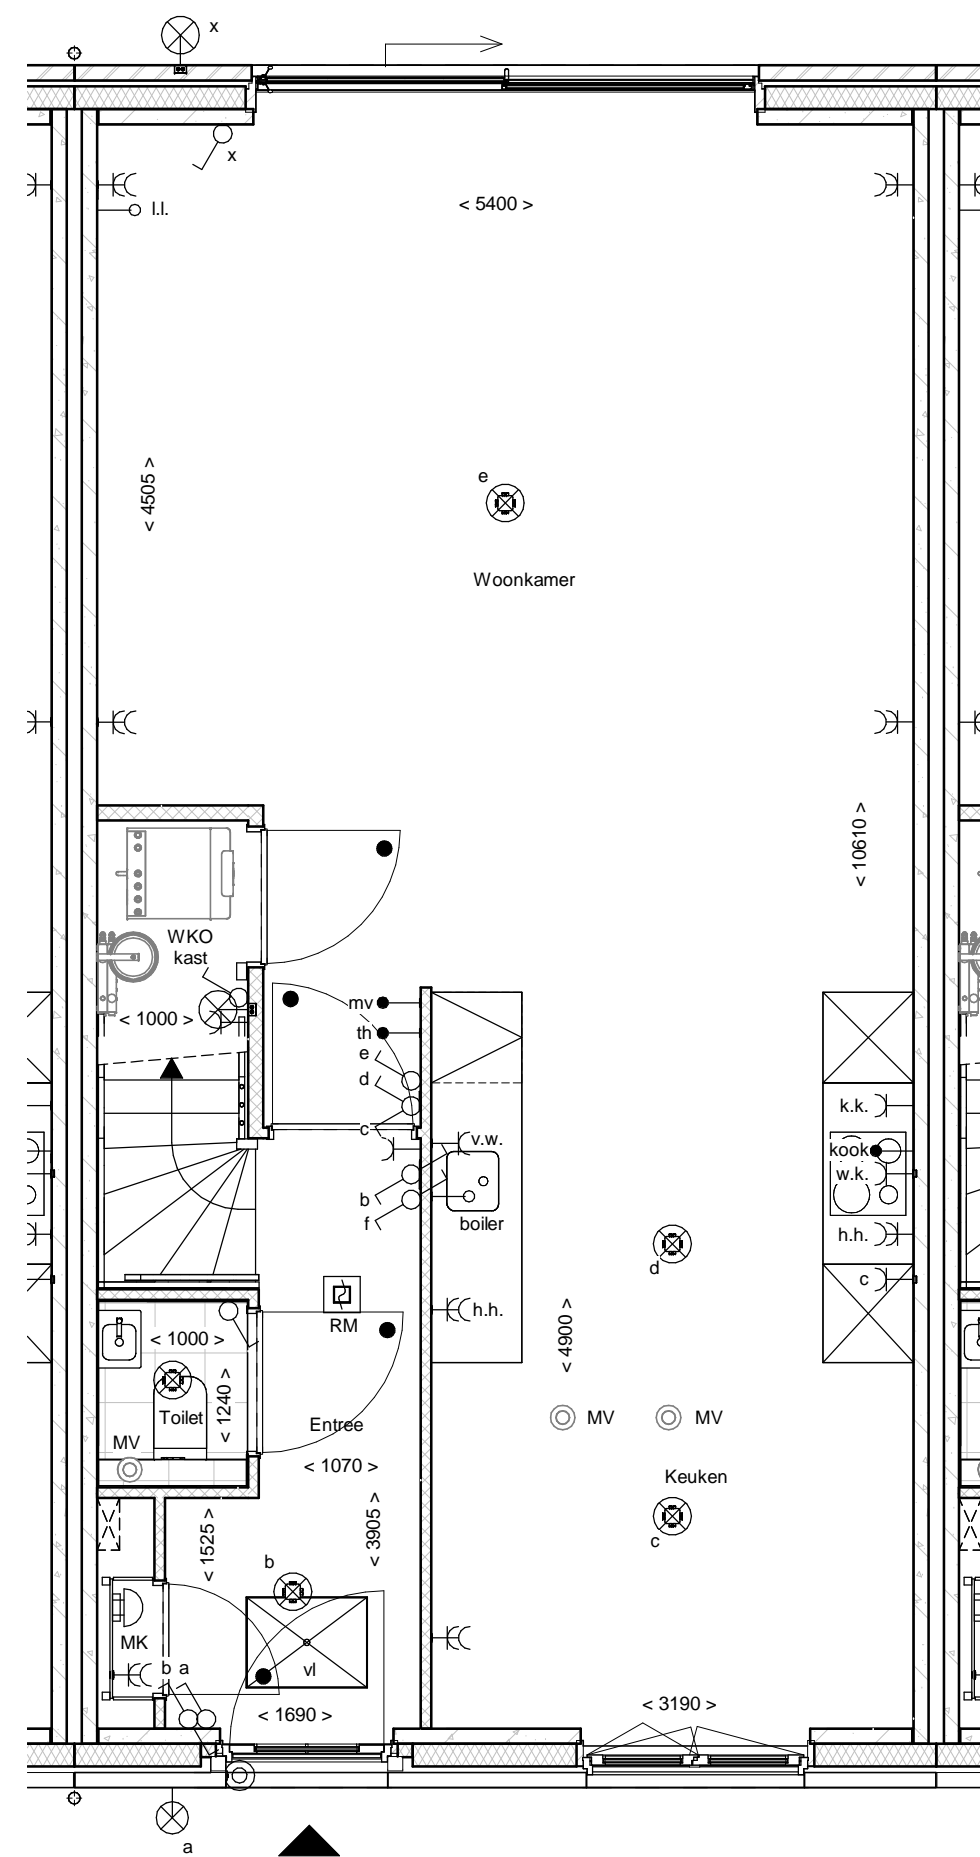 x
x
< 5400 >
l.l.
< 4505 >
e
Woonkamer
< 10610 >
WKO
kast
mv
< 1000 >
th
e
d
k.k.
c
v.w.
kook
w.k.
b
f
boiler
h.h.
d
c
h.h.
RM
< 1000 >
< 4900 >
< 1240 >
Toilet
Entree
MV
MV
MV
< 1070 >
Keuken
< 1525 >
< 3905 >
c
b
MK
b a
vl
< 1690 >
< 3190 >
a